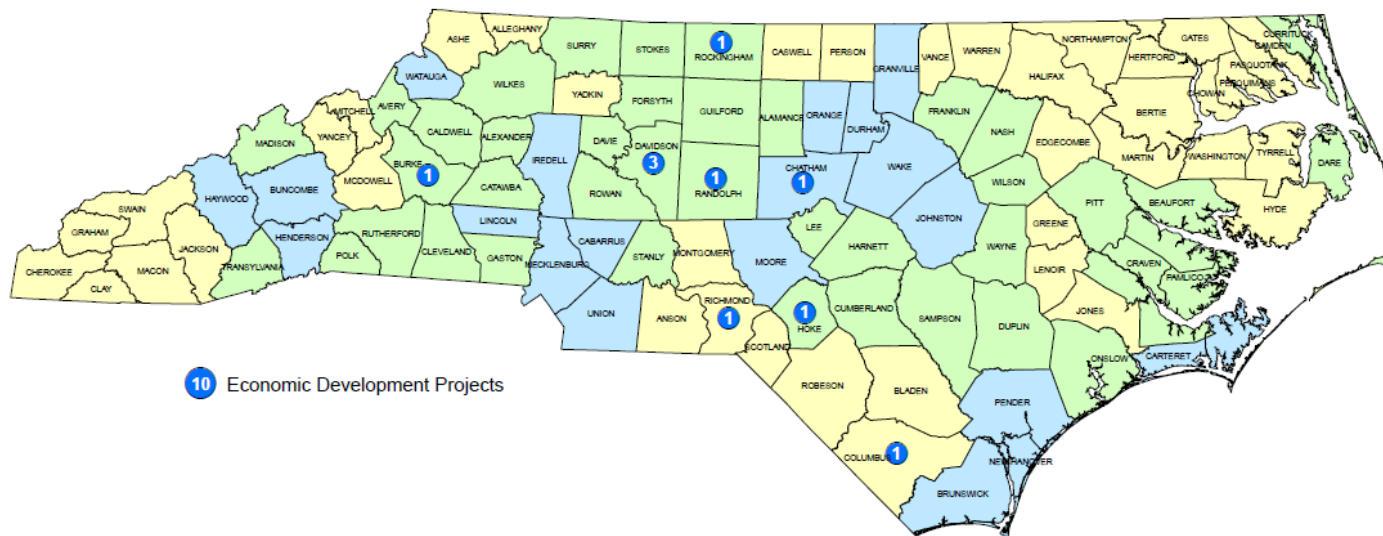 ASHE
ALLEGHANY
SURRY
STOKES
1
ROCKINGHAM
CASWELL
PERSON
GRANVILLE
VANCE
WARREN
NORTHAMPTON
GATES
CURRITUCK
CAMDEN
HERTFORD
PASQUOTANK
PERQUIMANS
CHOWAN
HALIFAX
BERTIE
WATAUGA
WILKES
YADKIN
FORSYTH
GUILFORD
ALAMANCE
ORANGE
DURHAM
FRANKLIN
NASH
EDGECOMBE
MARTIN
WASHINGTON
TYRRELL
DARE
MITCHELL
AVERY
YANCEY
CALDWELL
ALEXANDER
IREDELL
DAVIE
DAVIDSON
3
RANDOLPH
1
CHATHAM
1
WAKE
MADISON
BURKE
1
MCDOWELL
CATAWBA
ROWAN
WILSON
PITT
BEAUFORT
HYDE
HAYWOOD
BUNCOMBE
SWAIN
GRAHAM
JACKSON
HENDERSON
RUTHERFORD
LINCOLN
CABARRUS
JOHNSTON
GREENE
CHEROKEE
MACON
CLAY
TRANSYLVANIA
POLK
CLEVELAND
GASTON
MECKLENBURG
STANLY
MONTGOMERY
MOORE
LEE
HARNETT
WAYNE
LENOIR
CRAVEN
PAMLICO
UNION
ANSON
RICHMOND
1
SCOTLAND
1
HOKE
CUMBERLAND
SAMPSON
DUPLIN
JONES
ONSLOW
CARTERET
10 Economic Development Projects
ROBESON
BLADEN
PENDER
COLUMBUS
1
NEW HANOVER
BRUNSWICK